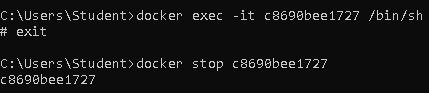 C:\Users\Student>docker exec -it c8690bee1727 /bin/sh
# exit
C:\Users\Student>docker stop c8690bee1727
c8690bee1727